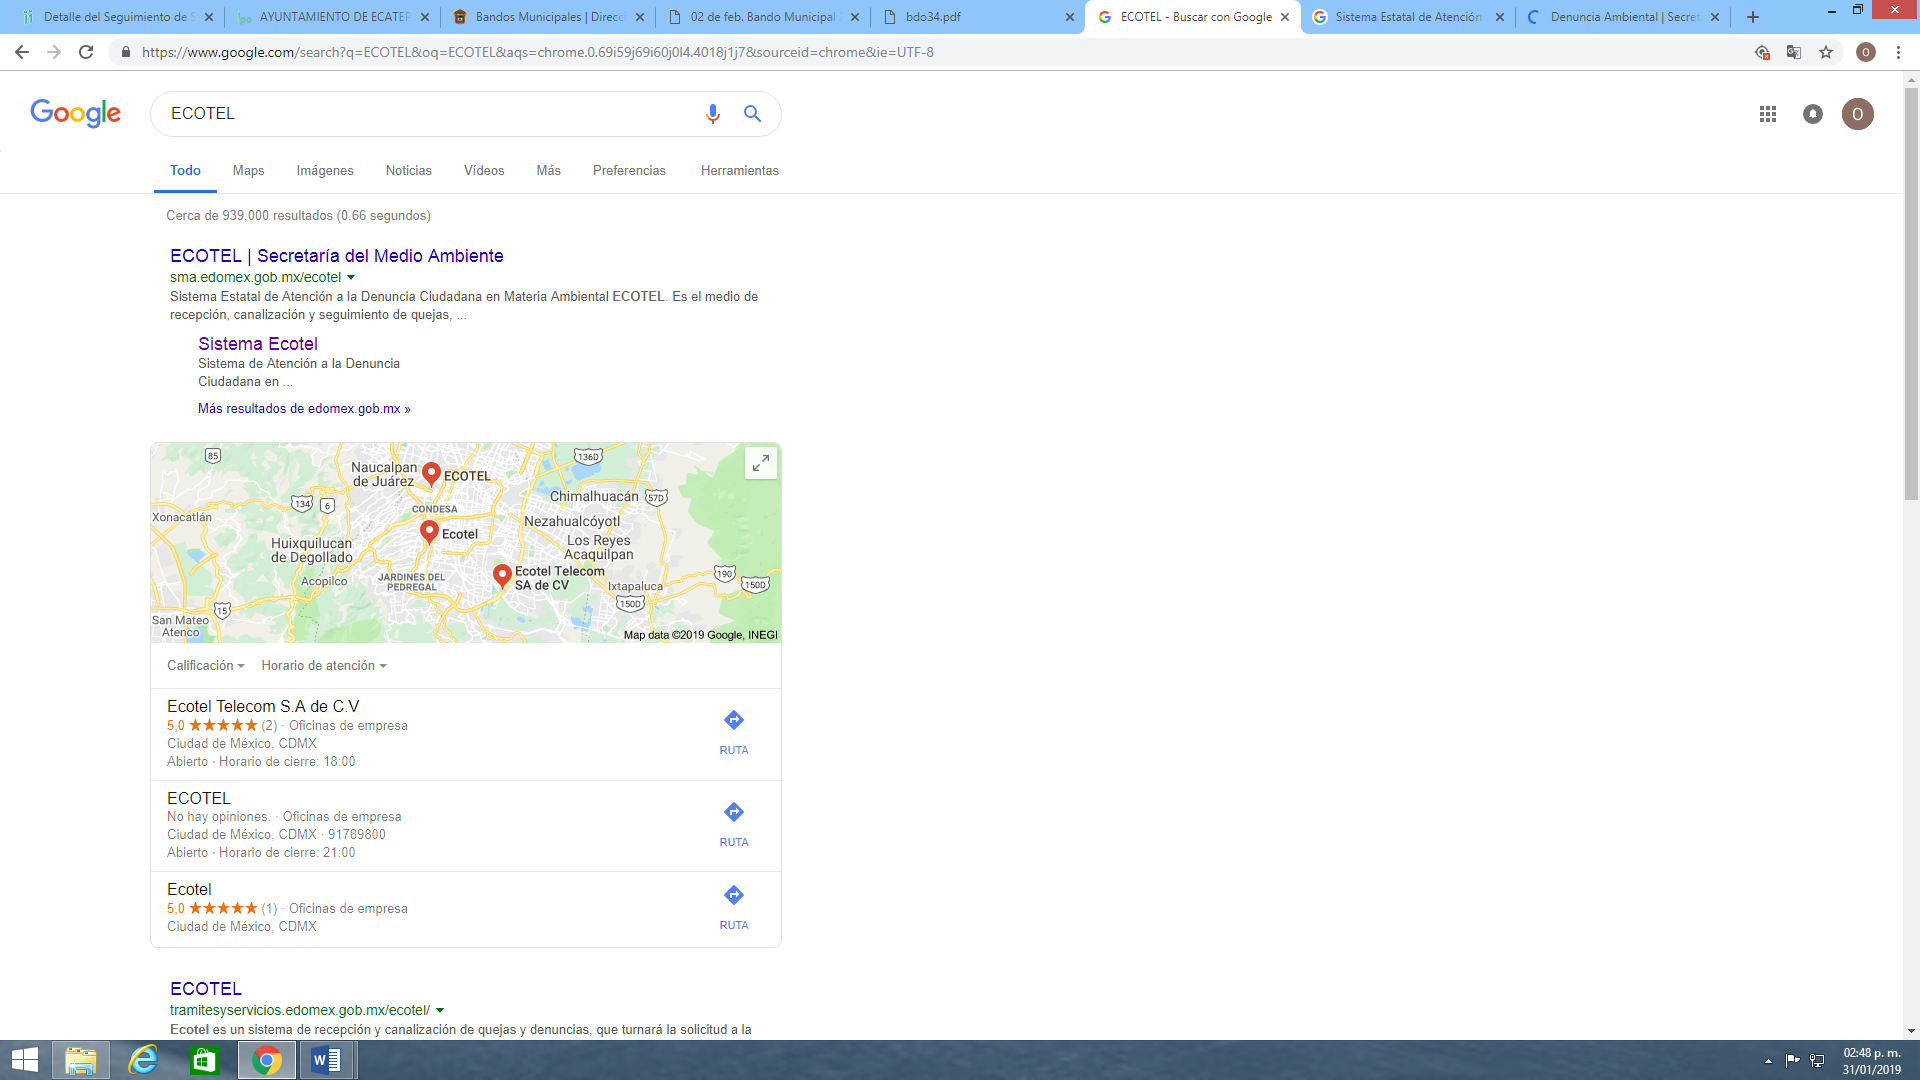 Detalle del Seguimiento de S
AYUNTAMIENTO DE ECATEP
Bandos Municipales | Direcci
02 de feb. Bando Municipal 2
bdo34.pdf
ECOTEL - Buscar con Google
Sistema Estatal de Atención
Denuncia Ambiental | Secret
https://www.google.com/search?q=ECOTEL&oq=ECOTEL&aqs=chrome.0.69i59j69i60j0l4.4018j1j7&sourceid=chrome&ie=UTF-8
O
Google
ECOTEL
O
Todo Maps Imágenes Noticias Vídeos Más Preferencias Herramientas
Cerca de 939,000 resultados (0.66 segundos)
ECOTEL | Secretaría del Medio Ambiente
sma.edomex.gob.mx/ecotel
Sistema Estatal de Atención a la Denuncia Ciudadana en Materia Ambiental ECOTEL. Es el medio de
recepción, canalización y seguimiento de quejas, ...
Sistema Ecotel
Sistema de Atención a la Denuncia
Ciudadana en ...
Más resultados de edomex.gob.mx »
85
136D
Naucalpan
de Juárez
ECOTEL
Chimalhuacán
57D
134
6
CONDESA
Xonacatlán
Nezahualcóyotl
Ecotel
Huixquilucan
de Degollado
Los Reyes
Acaquilpan
Acopilco
JARDINES DEL
PEDREGAL
Ecotel Telecom
SA de CV
Ixtapaluca
190
150D
150D
15
San Mateo
Atenco
Map data ©2019 Google, INEGI
Calificación Horario de atención
Ecotel Telecom S.A de C.V
5,0 ★★★★★ (2) · Oficinas de empresa
Ciudad de México, CDMX
Abierto · Horario de cierre: 18:00
RUTA
ECOTEL
No hay opiniones. · Oficinas de empresa
Ciudad de México, CDMX · 91789800
Abierto · Horario de cierre: 21:00
RUTA
Ecotel
5,0 ★★★★★ (1) · Oficinas de empresa
Ciudad de México, CDMX
RUTA
ECOTEL
tramitesyservicios.edomex.gob.mx/ecotel/
Ecotel es un sistema de recepción y canalización de quejas y denuncias, que turnará la solicitud a la
02:48 p. m.
31/01/2019